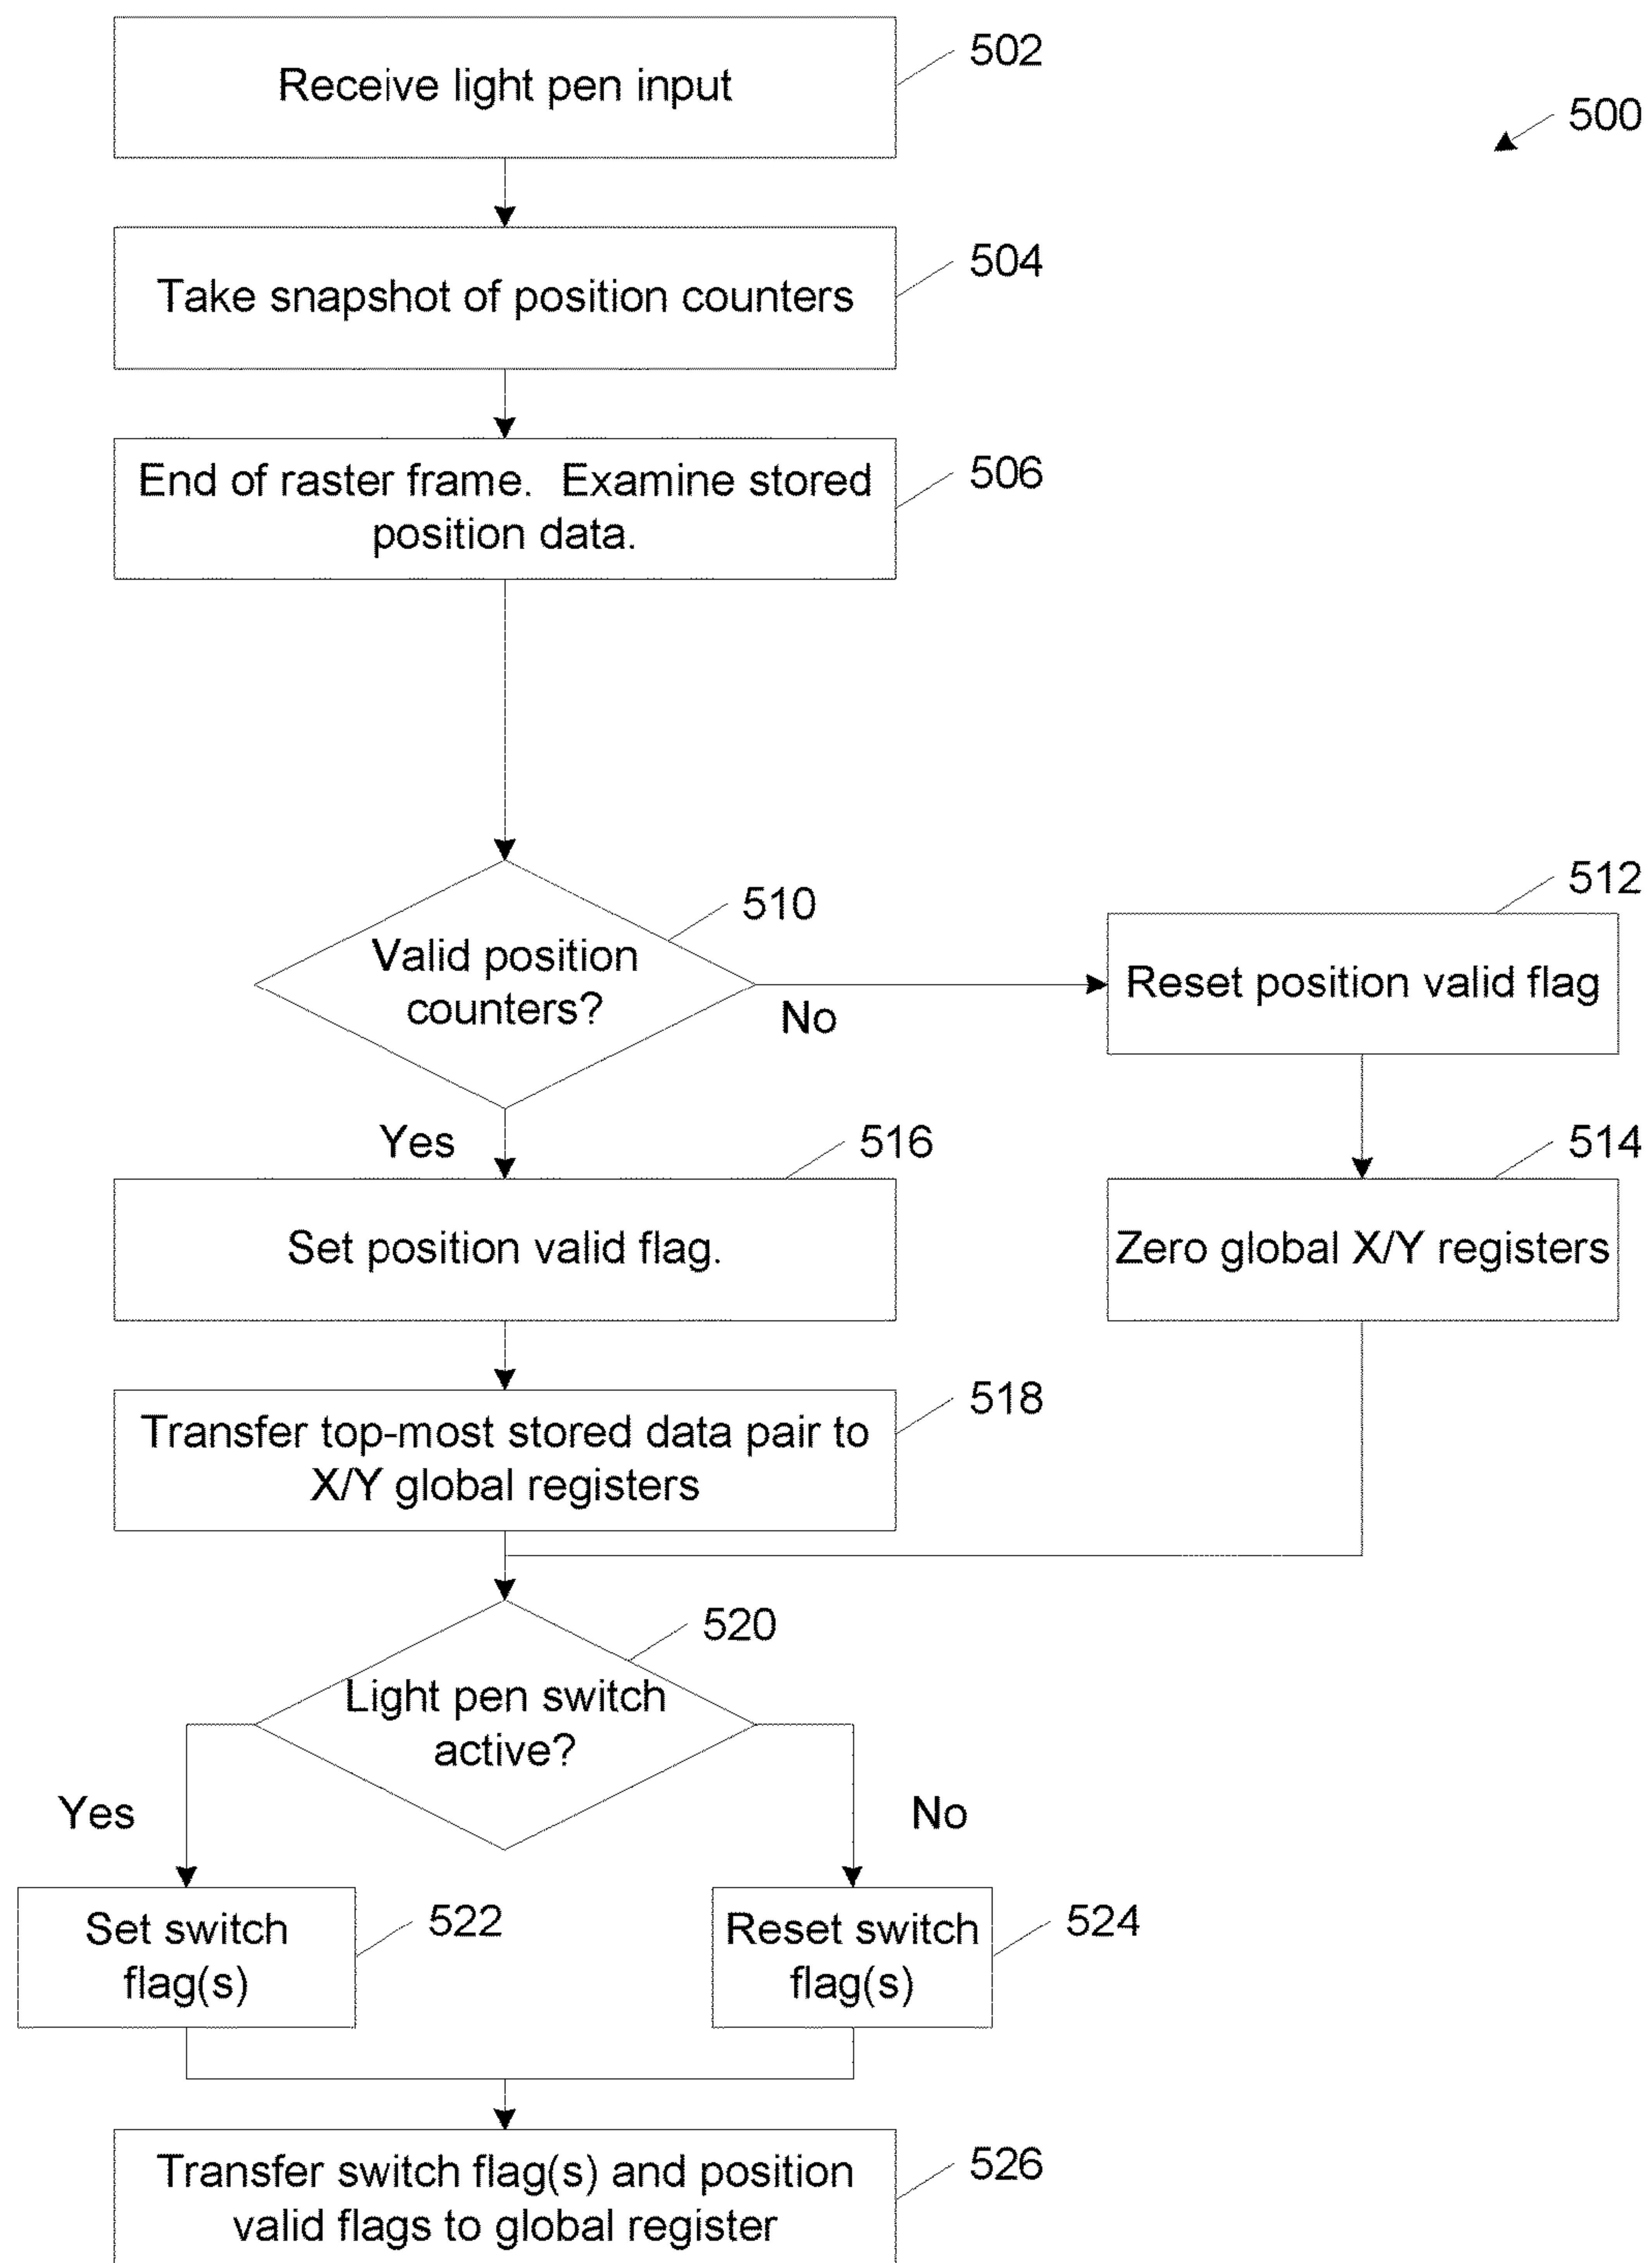 Receive light pen input
502
500
Take snapshot of position counters
504
End of raster frame.  Examine stored
position data.
506
Valid position
counters?
510
No
Yes
512
Reset position valid flag
516
Set position valid flag.
514
Zero global X/Y registers
518
Transfer top-most stored data pair to
X/Y global registers
520
Light pen switch
active?
Yes
No
Set switch
flag(s)
522
Reset switch
flag(s)
524
Transfer switch flag(s) and position
valid flags to global register
526